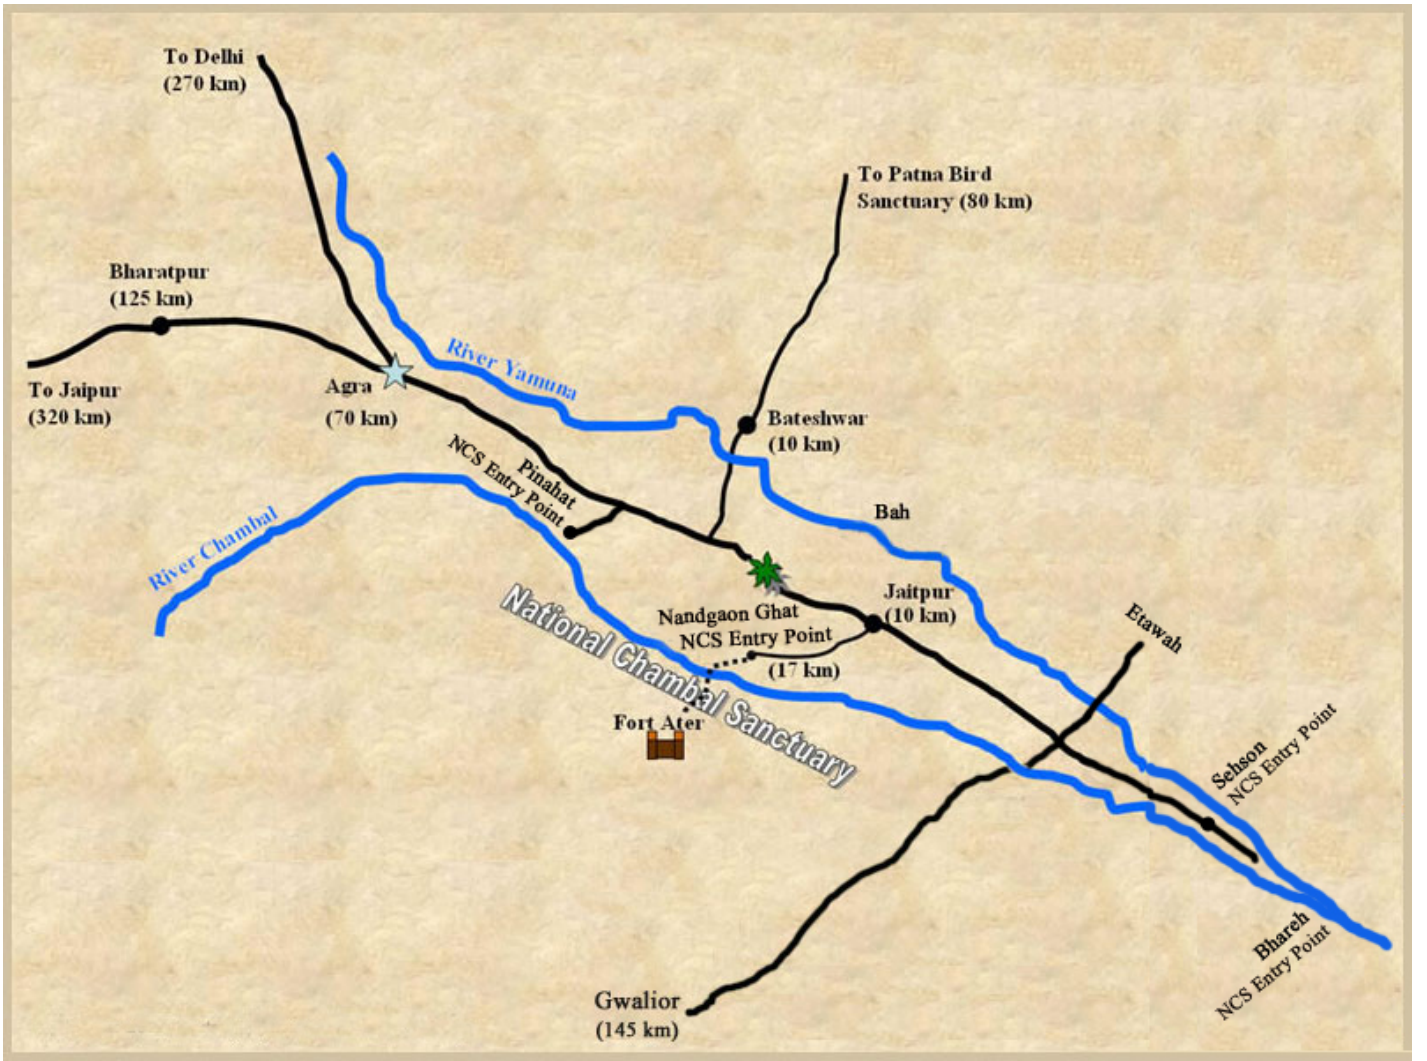 To Delhi
(270 km)
To Patna Bird
Sanctuary (80 km)
Bharatpur
(125 km)
River Yamuna
To Jaipur
(320 km)
Agra
(70 km)
Bateshwar
(10 km)
Pinahat
NCS Entry Point
Bah
River Chambal
Jaitpur
(10 km)
Nandgaon Ghat
NCS Entry Point
(17 km)
Etawah
National Chambal Sanctuary
Fort Ater
Sehson
NCS Entry Point
Bhareh
NCS Entry Point
Gwalior
(145 km)